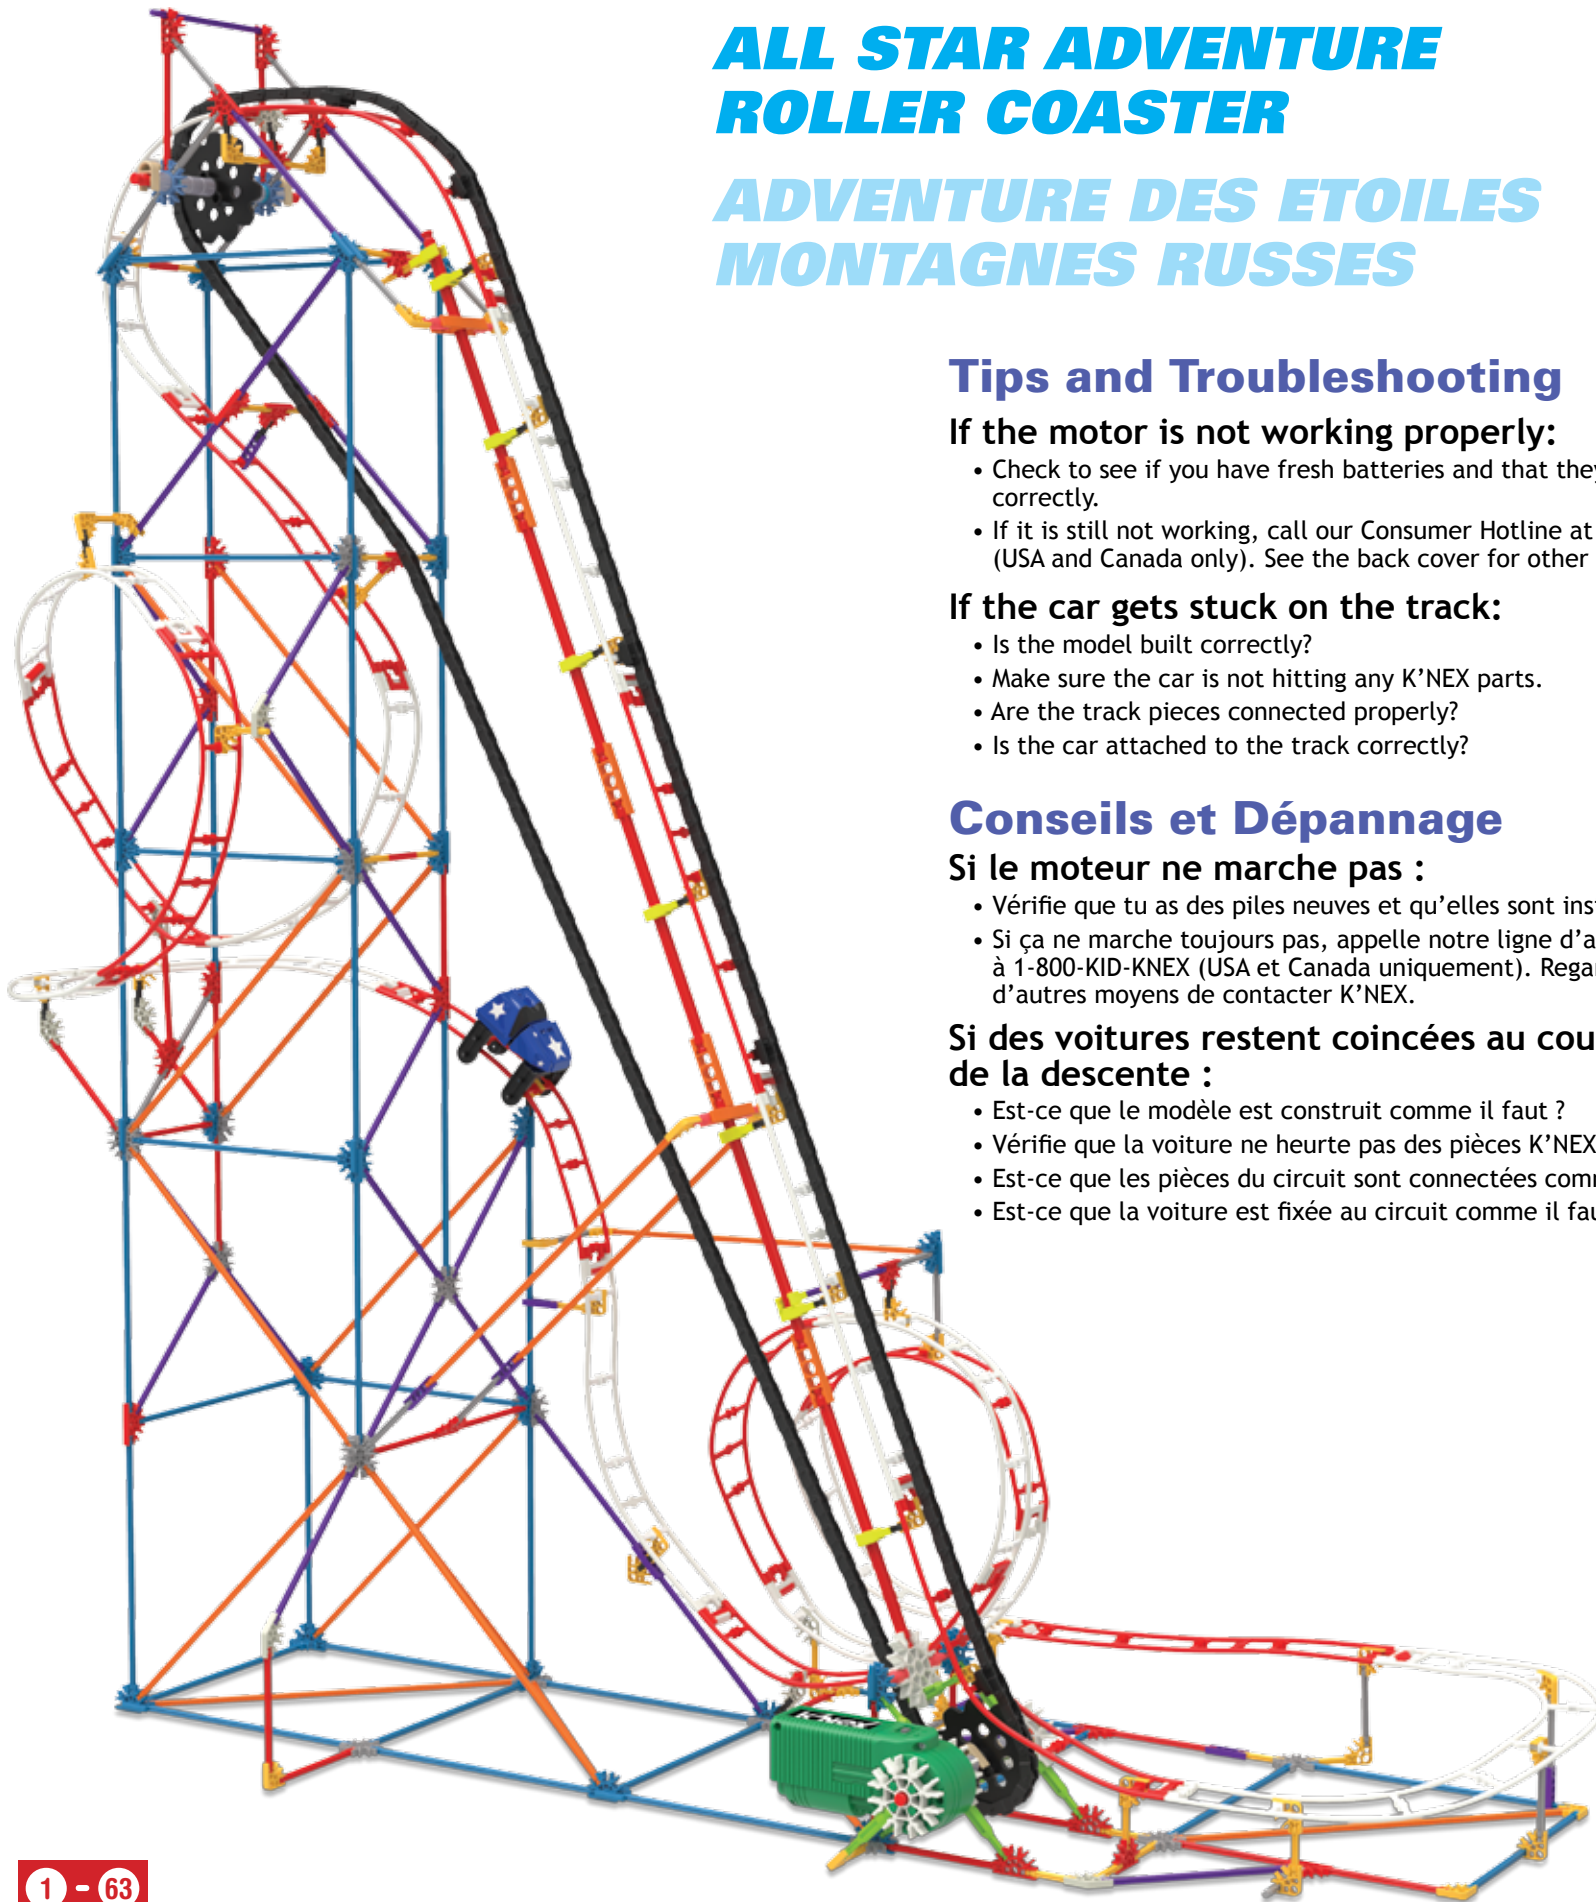 ALL STAR ADVENTURE
ROLLER COASTER
ADVENTURE DES ETOILES
MONTAGNES RUSSES
Tips and Troubleshooting
If the motor is not working properly:
• Check to see if you have fresh batteries and that they
correctly.
• If it is still not working, call our Consumer Hotline at
(USA and Canada only). See the back cover for other
If the car gets stuck on the track:
• Is the model built correctly?
• Make sure the car is not hitting any K’NEX parts.
• Are the track pieces connected properly?
• Is the car attached to the track correctly?
Conseils et Dépannage
Si le moteur ne marche pas :
• Vérifie que tu as des piles neuves et qu’elles sont ins
• Si ça ne marche toujours pas, appelle notre ligne d’a
à 1-800-KID-KNEX (USA et Canada uniquement). Rega
d’autres moyens de contacter K’NEX.
Si des voitures restent coincées au cou
de la descente :
• Est-ce que le modèle est construit comme il faut ?
• Vérifie que la voiture ne heurte pas des pièces K’NEX
• Est-ce que les pièces du circuit sont connectées com
• Est-ce que la voiture est fixée au circuit comme il fau
K'NEX
1 - 63